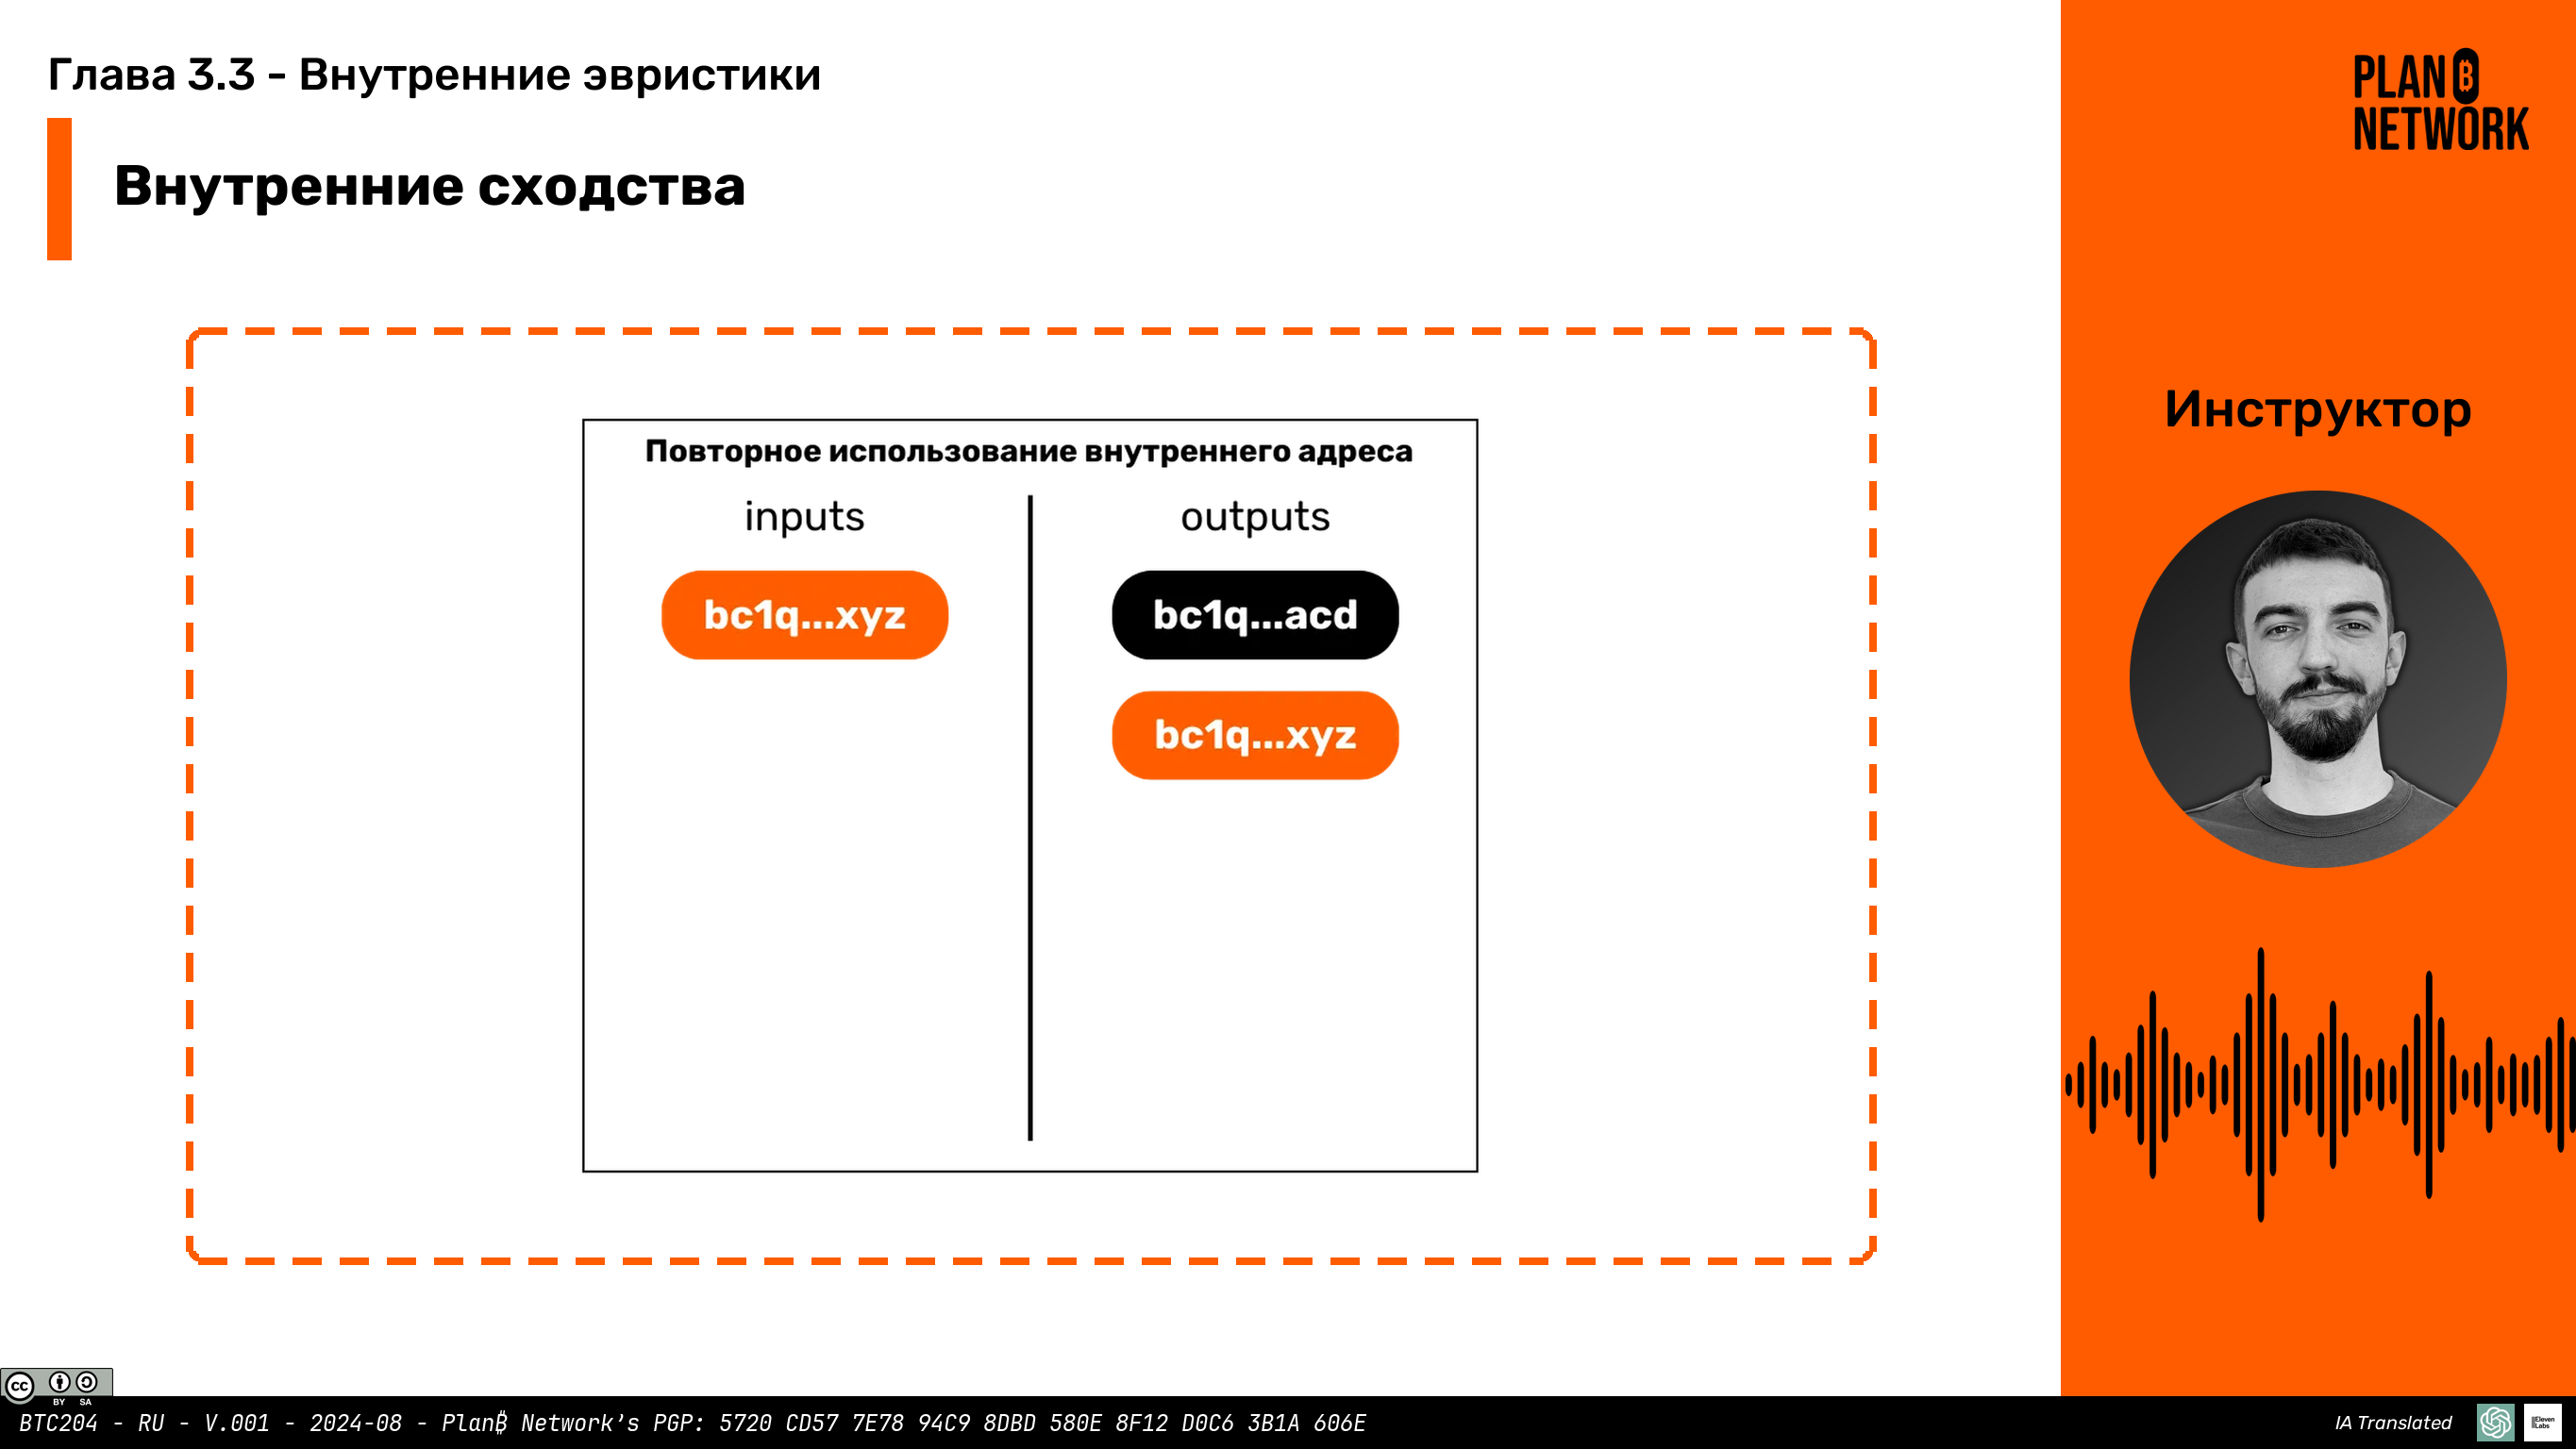 Глава 3.3 - Внутренние эвристики
Внутренние сходства
PLAN ₿
NETWORK
Инструктор
Повторное использование внутреннего адреса
inputs
outputs
bc1q...xyz
bc1q...acd
bc1q...xyz
cc
BY SA
BTC204 - RU - V.001 - 2024-08 - Plan₿ Network's PGP: 5720 CD57 7E78 94C9 8DBD 580E 8F12 D0C6 3B1A 606E
IA Translated
ElevenLabs